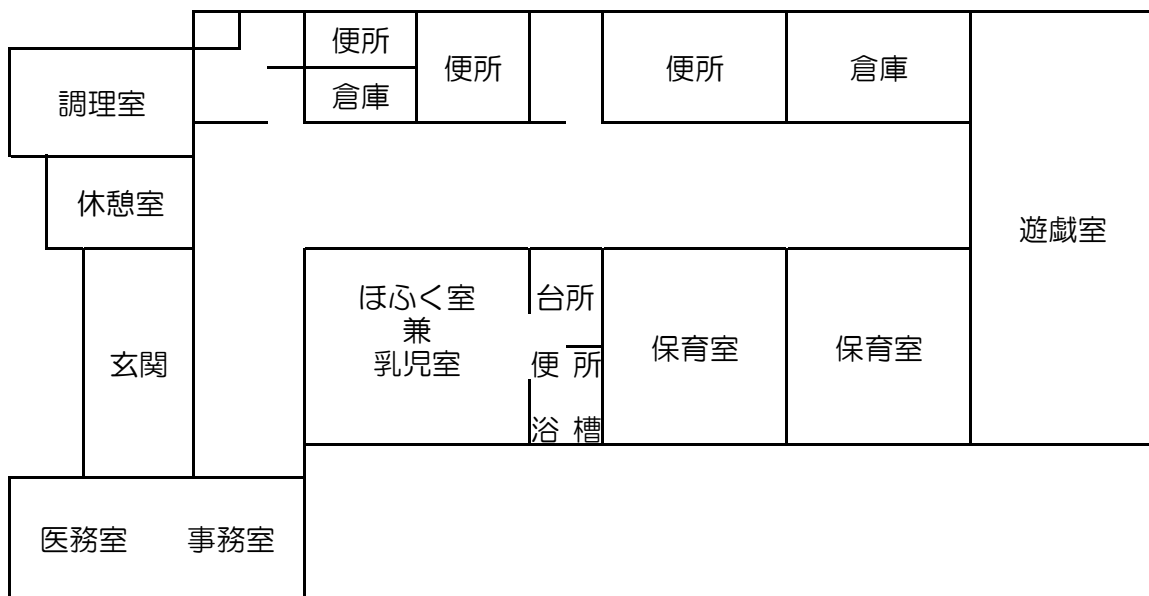 便所
倉庫
便所
便所
倉庫
調理室
休憩室
遊戯室
ほふく室
兼
乳児室
台所
便 所
浴 槽
保育室
保育室
玄関
医務室
事務室